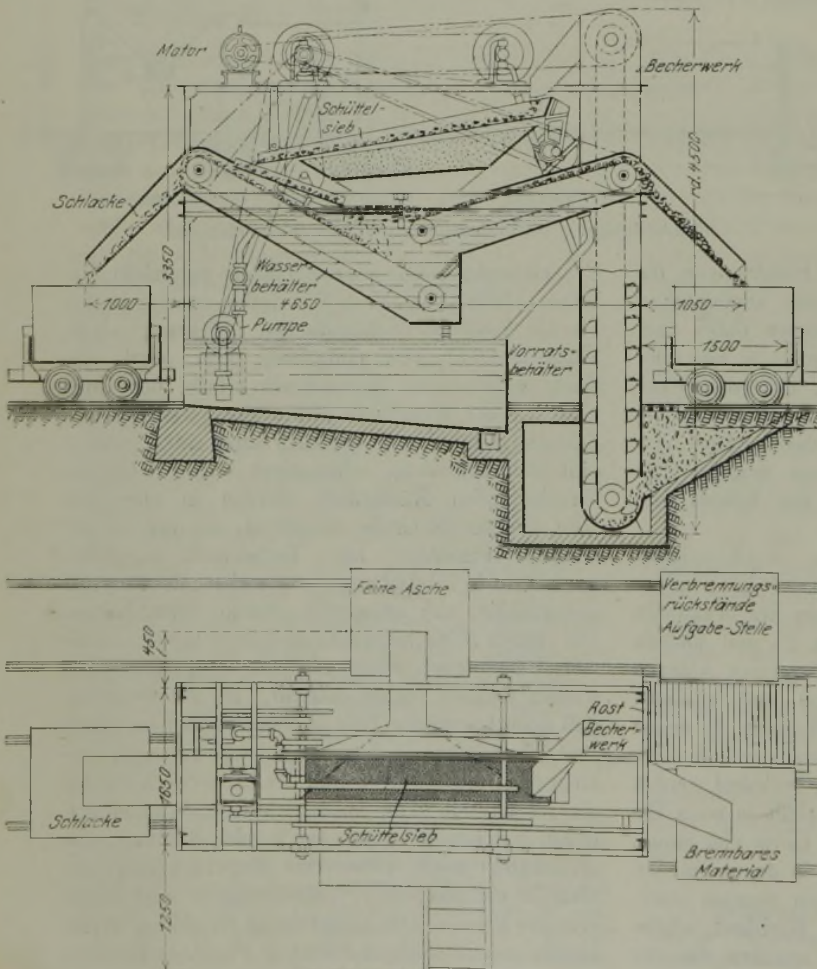 Motor
Becherwerk
Schüttel-
sieb
Schlacke
3350
rd. 4500
Wasser-
behälter
1000
4650
1050
Pumpe
1500
Vorrats-
behälter
Feine Asche
Verbrennungs-
rückstände
Aufgabe-Stelle
450
Rost
Becher-
werk
1650
Schlacke
Schüttelsieb
Brennbares
Material
1250